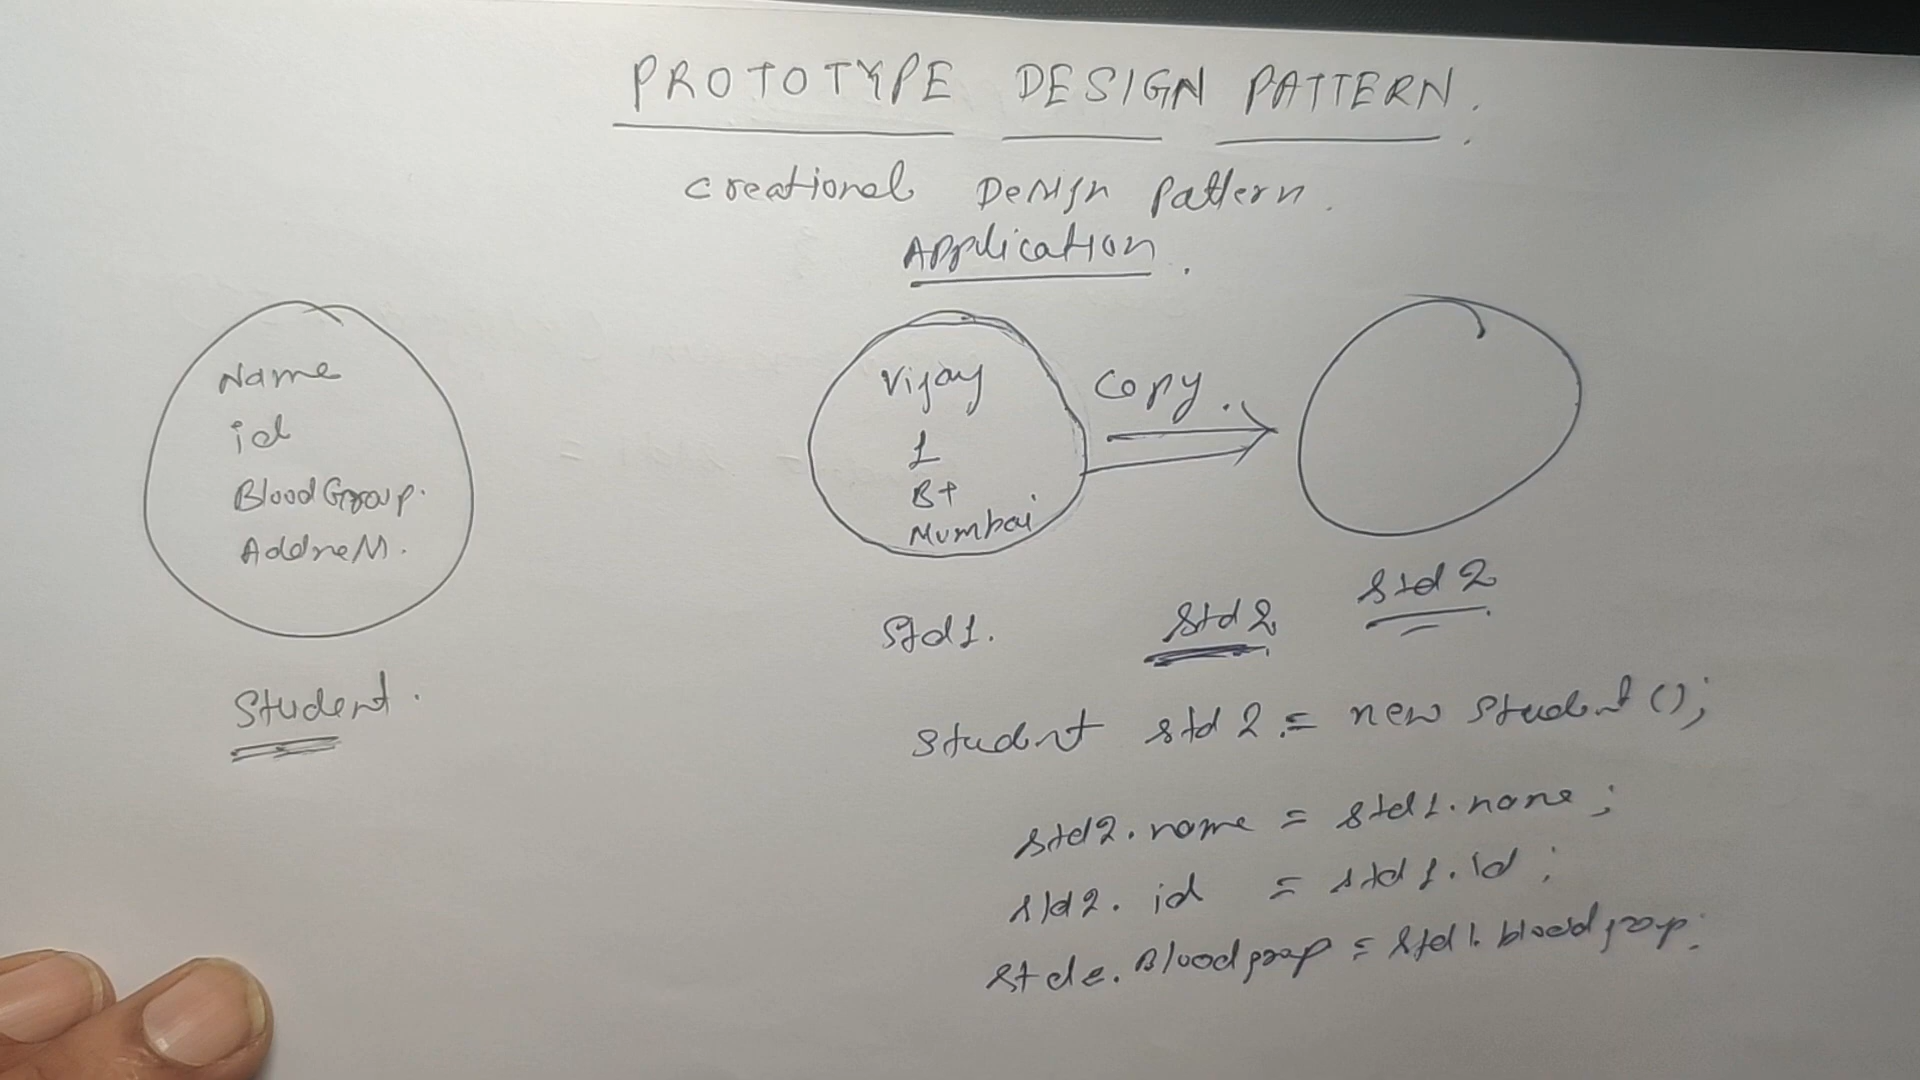 PROTOTYPE DESIGN PATTERN.
Creational Design Pattern.
Application.
Name
id
BloodGroup.
Address.
Student.
Vijay
1
B+
Mumbai
Std1.
Copy.
Std2
Std2
Student std2 = new Student();
std2.name = std1.name;
std2.id = std1.id;
std2.Bloodgroup = std1.bloodgroup;